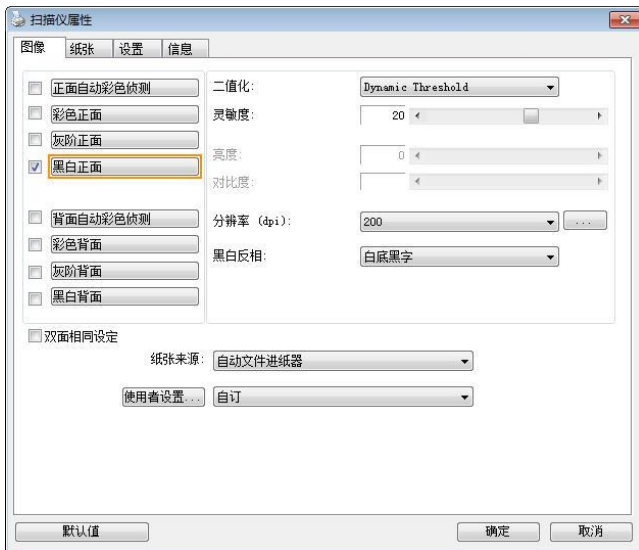 扫描仪属性
图像 纸张 设置 信息
正面自动彩色侦测
彩色正面
灰阶正面
黑白正面
背面自动彩色侦测
彩色背面
灰阶背面
黑白背面
二值化: Dynamic Threshold
灵敏度: 20
亮度: 0
对比度:
分辨率 (dpi): 200 ...
黑白反相: 白底黑字
双面相同设定
纸张来源: 自动文件进纸器
使用者设置... 自订
默认值 确定 取消